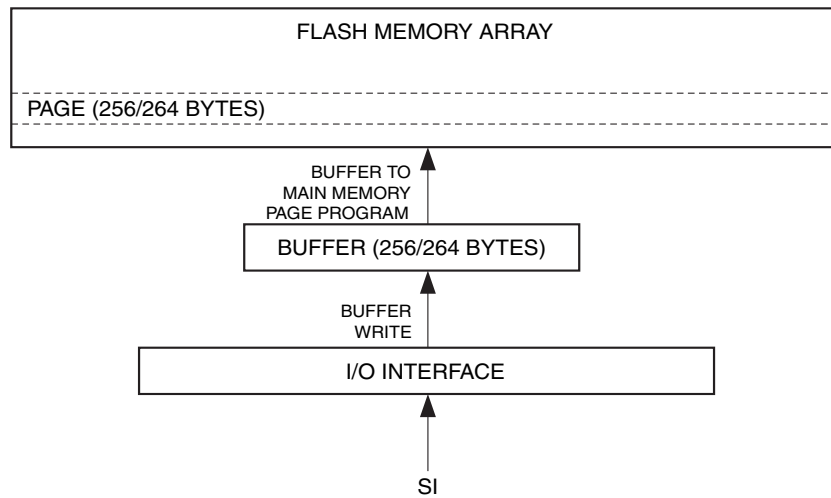 FLASH MEMORY ARRAY
PAGE (256/264 BYTES)
BUFFER TO
MAIN MEMORY
PAGE PROGRAM
BUFFER (256/264 BYTES)
BUFFER
WRITE
I/O INTERFACE
SI